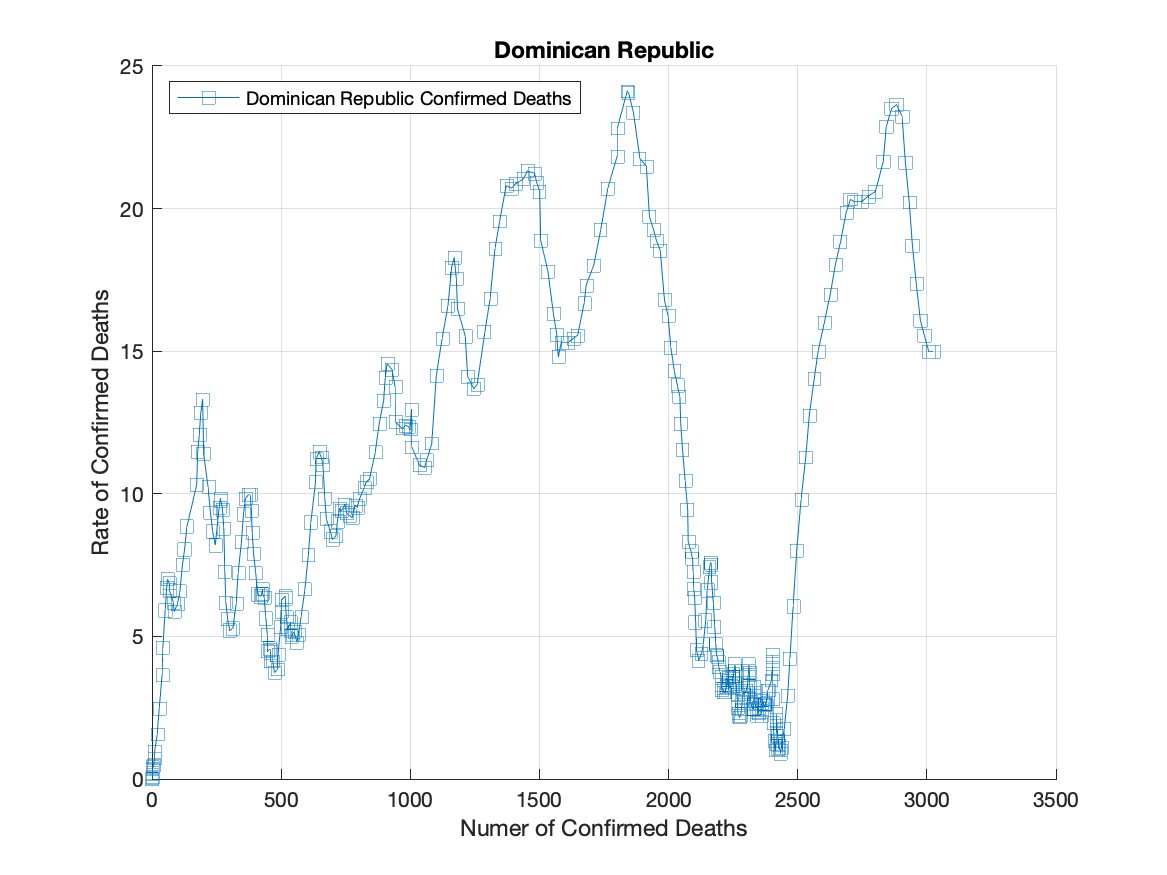 Dominican Republic
Dominican Republic Confirmed Deaths
Rate of Confirmed Deaths
25
20
15
10
5
0
0 500 1000 1500 2000 2500 3000 3500
Numer of Confirmed Deaths